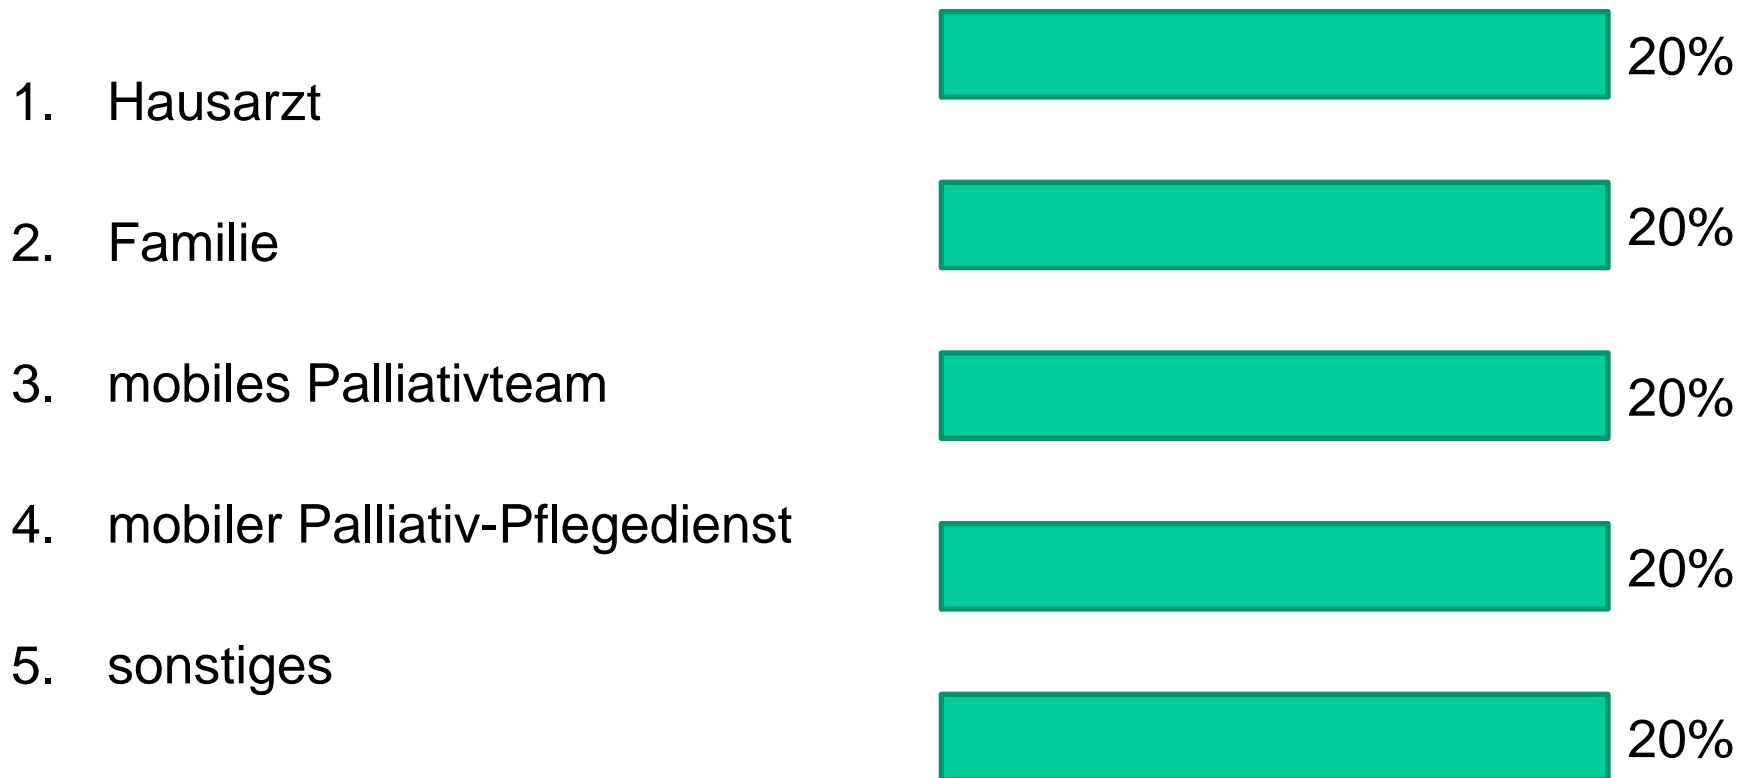 20%
1. Hausarzt
20%
2. Familie
3. mobiles Palliativteam
20%
4. mobiler Palliativ-Pflegedienst
20%
5. sonstiges
20%